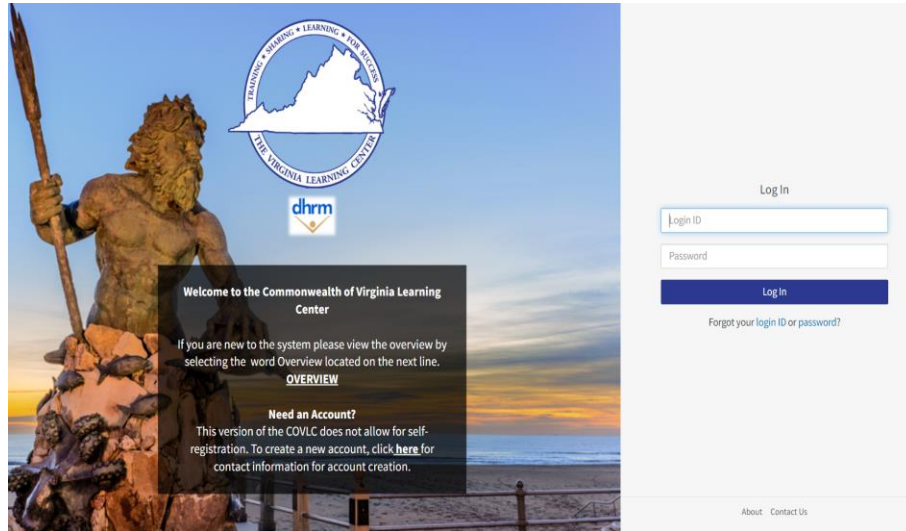 TRAINING * SHARING * LEARNING * FOR SUCCESS
THE VIRGINIA LEARNING CENTER
dhrm
Welcome to the Commonwealth of Virginia Learning
Center
If you are new to the system please view the overview by
selecting the word Overview located on the next line.
OVERVIEW
Need an Account?
This version of the COVLC does not allow for self-
registration. To create a new account, click here for
contact information for account creation.
Log In
Login ID
Password
Log In
Forgot your login ID or password?
About Contact Us